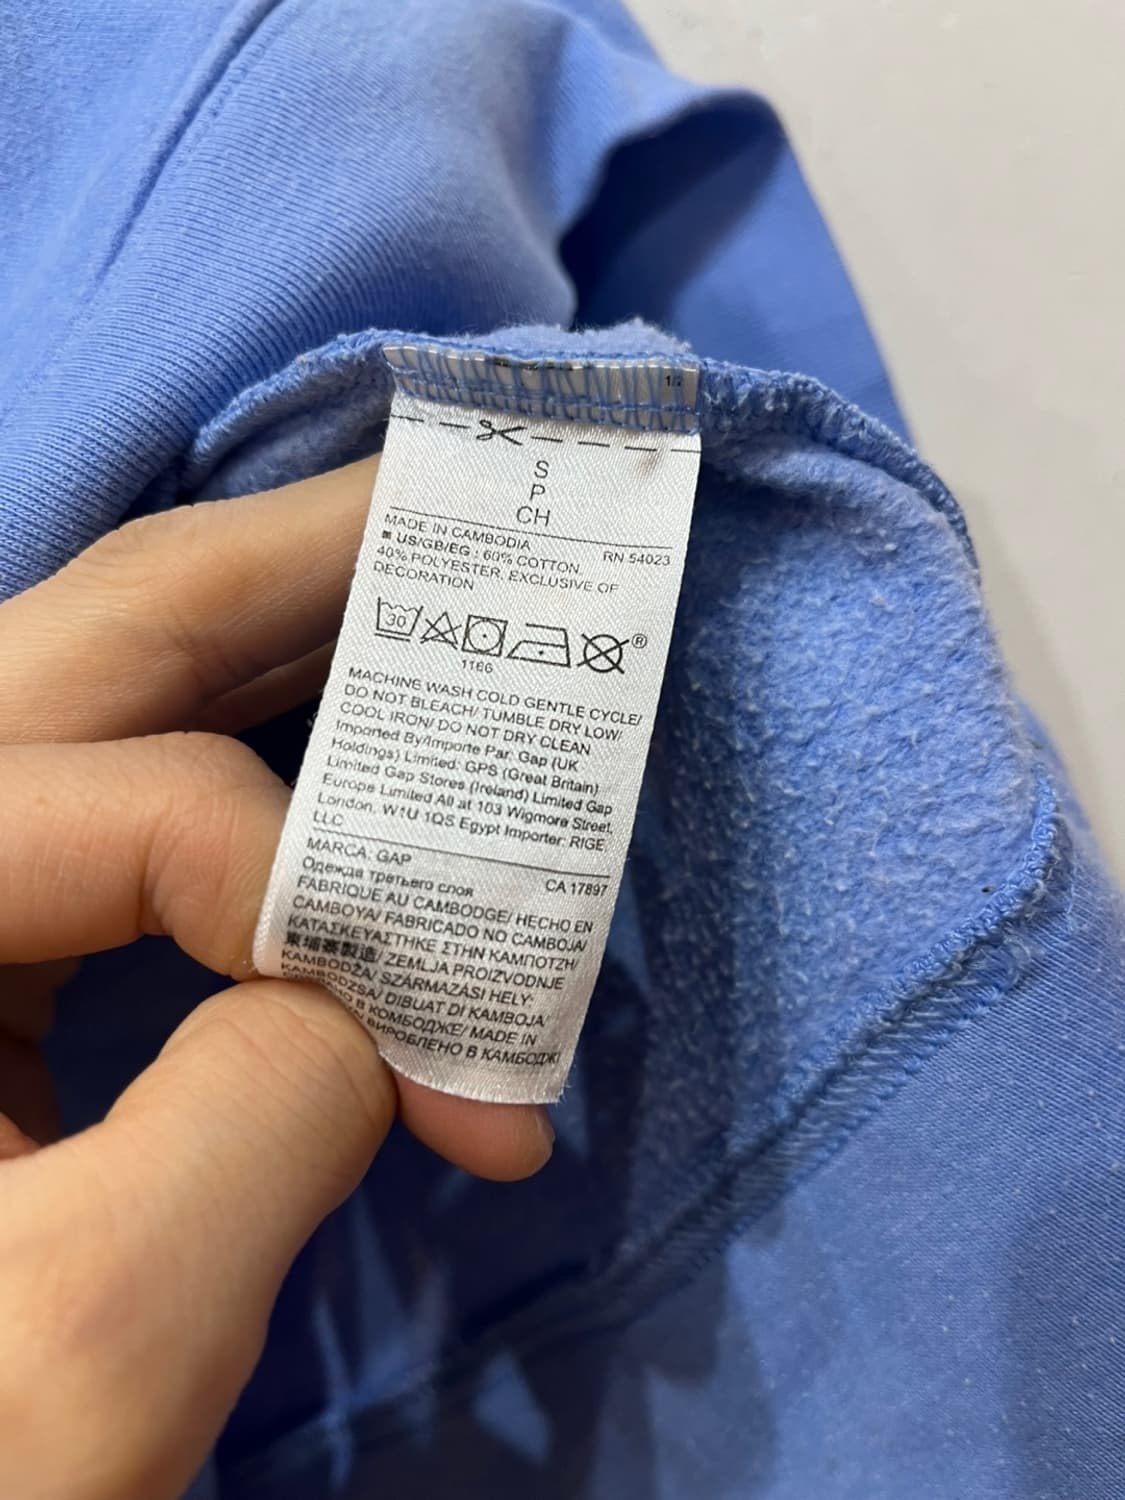 1/2
S
P
CH
MADE IN CAMBODIA
RN 54023
■ US/GB/EG : 60% COTTON,
40% POLYESTER. EXCLUSIVE OF
DECORATION
30
®
1166
MACHINE WASH COLD GENTLE CYCLE/
DO NOT BLEACH/ TUMBLE DRY LOW/
COOL IRON/ DO NOT DRY CLEAN
Imported By/Importe Par: Gap (UK
Holdings) Limited: GPS (Great Britain)
Limited Gap Stores (Ireland) Limited Gap
Europe Limited All at 103 Wigmore Street,
London. W1U 1QS Egypt Importer: RIGE
LLC
MARCA: GAP
CA 17897
Одежда третьего слоя
FABRIQUE AU CAMBODGE/ HECHO EN
CAMBOYA/ FABRICADO NO CAMBOJA/
ΚΑΤΑΣΚΕΥΑΣΤΗΚΕ ΣΤΗΝ ΚΑΜΠΟΤΖΗ/
柬埔寨製造/ ZEMLJA PROIZVODNJE
KAMBODŽA/ SZÁRMAZÁSI HELY:
KAMBODZSA/ DIBUAT DI KAMBOJA/
В КОМБОДЖЕ/ MADE IN
ВИРОБЛЕНО В КАМБОДЖІ